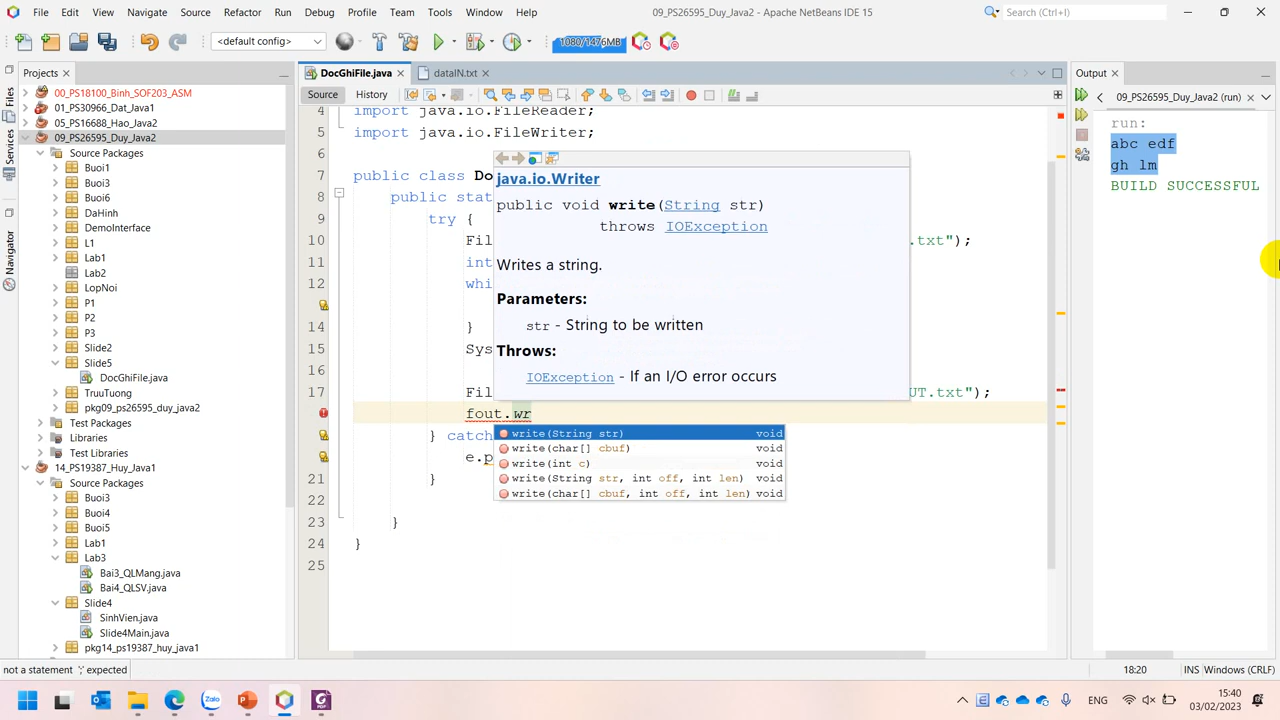 File Edit View Navigate Source Refactor Run Debug Profile Team Tools Window Help 09_PS26595_Duy_Java2 - Apache NetBeans IDE 15 Search (Ctrl+I)
<default config> 1080/1476MB
Projects DocGhiFile.java dataIN.txt Output
Files
Services
Navigator
00_PS18100_Binh_SOF203_ASM
01_PS30966_Dat_Java1
05_PS16688_Hao_Java2
09_PS26595_Duy_Java2
Source Packages
Buoi1
Buoi3
Buoi6
DaHinh
DemoInterface
L1
Lab1
Lab2
LopNoi
P1
P2
P3
Slide2
Slide5
DocGhiFile.java
TruuTuong
pkg09_ps26595_duy_java2
Test Packages
Libraries
Test Libraries
14_PS19387_Huy_Java1
Source Packages
Buoi3
Buoi4
Buoi5
Lab1
Lab3
Bai3_QLMang.java
Bai4_QLSV.java
Slide4
SinhVien.java
Slide4Main.java
pkg14_ps19387_huy_java1
Source History
4 import java.io.FileReader;
5 import java.io.FileWriter;
6
7 public class Do
8 public stat
9 try {
10 Fil .txt");
11 int
12 whi
14 }
15 Sys
16
17 Fil UT.txt");
fout.wr
} catch
e.p
21 }
22
23 }
24 }
25
java.io.Writer
public void write(String str)
throws IOException
Writes a string.
Parameters:
str - String to be written
Throws:
IOException - If an I/O error occurs
write(String str) void
write(char[] cbuf) void
write(int c) void
write(String str, int off, int len) void
write(char[] cbuf, int off, int len) void
09_PS26595_Duy_Java2 (run)
run:
abc edf
gh lm
BUILD SUCCESSFUL
not a statement ';' expected 18:20 INS Windows (CRLF)
Zalo ENG 15:40
03/02/2023